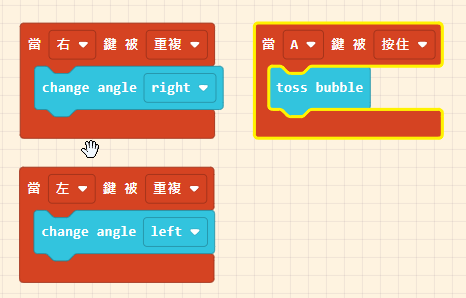 當 右 鍵 被 重複
change angle right
當 A 鍵 被 按住
toss bubble
當 左 鍵 被 重複
change angle left